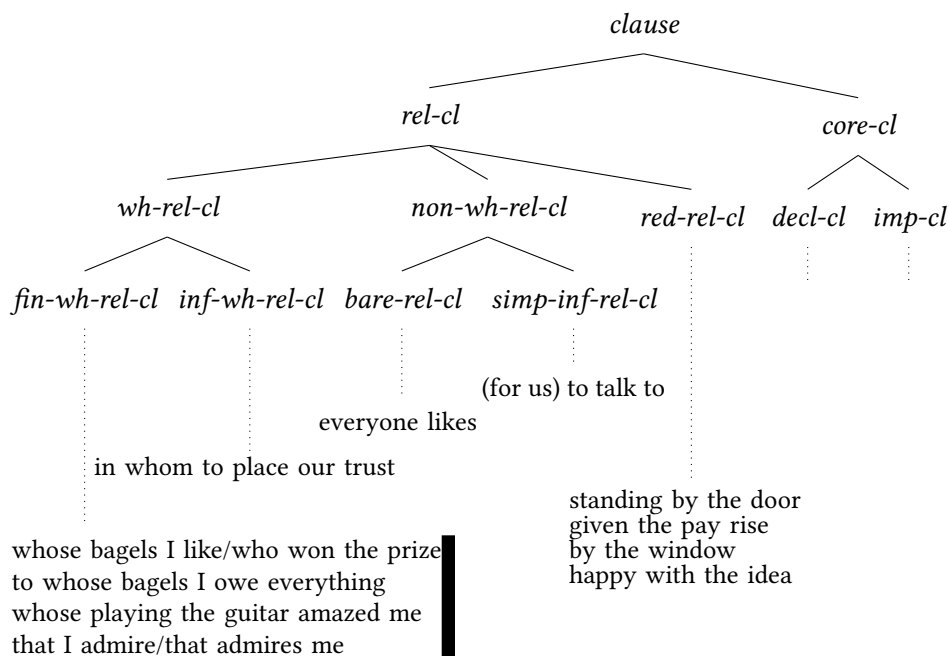 clause
rel-cl
core-cl
wh-rel-cl
non-wh-rel-cl
red-rel-cl
decl-cl
imp-cl
fin-wh-rel-cl
inf-wh-rel-cl
bare-rel-cl
simp-inf-rel-cl
(for us) to talk to
everyone likes
in whom to place our trust
standing by the door
given the pay rise
by the window
happy with the idea
whose bagels I like/who won the prize
to whose bagels I owe everything
whose playing the guitar amazed me
that I admire/that admires me